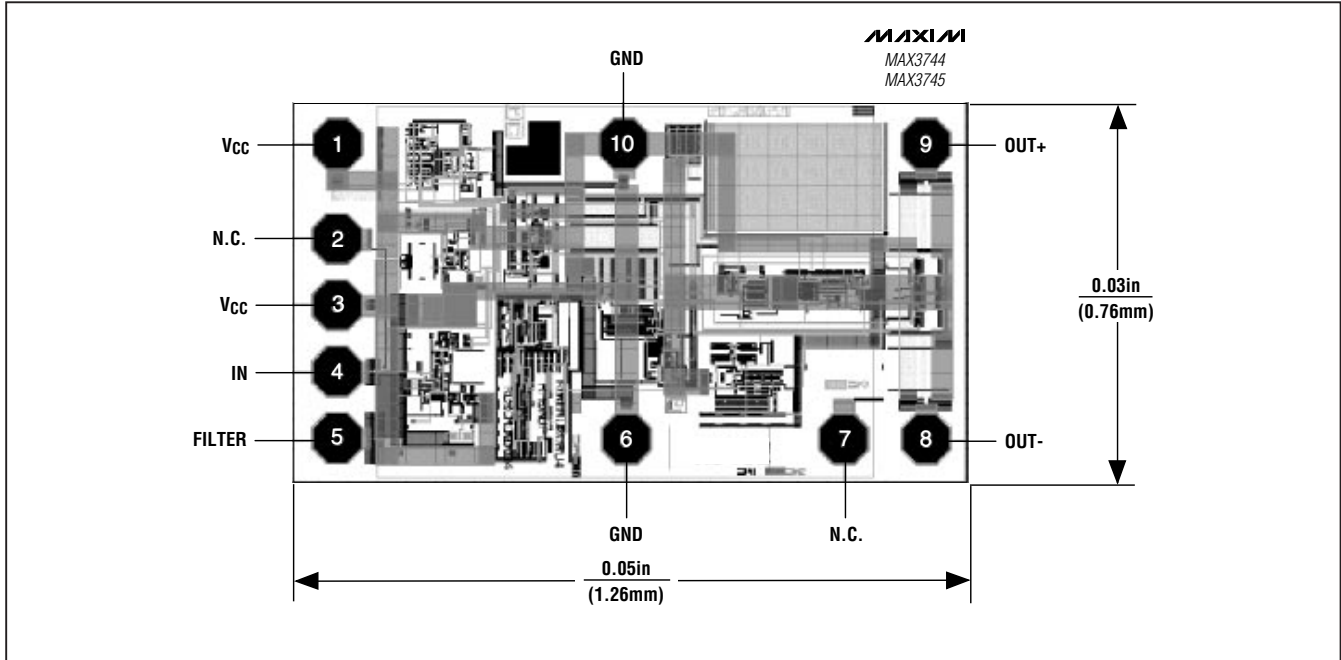 MAXIM
MAX3744
MAX3745
GND
VCC
1
10
9
OUT+
N.C.
2
VCC
3
0.03in
(0.76mm)
IN
4
FILTER
5
6
7
8
OUT-
GND
N.C.
0.05in
(1.26mm)